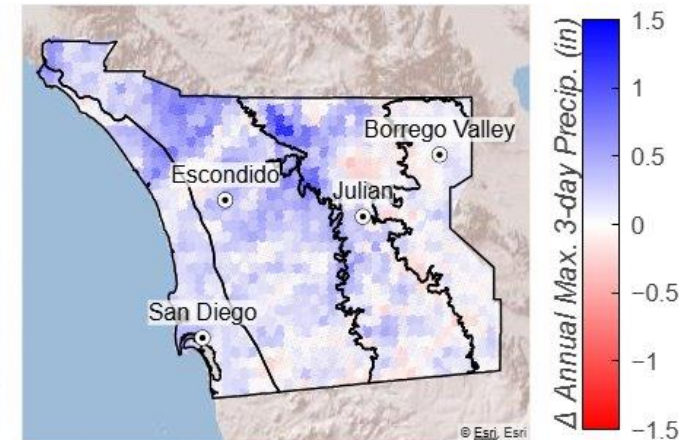 Borrego Valley
Escondido
Julian
San Diego
© Esri, Esri
Δ Annual Max. 3-day Precip. (in)
1.5
1
0.5
0
−0.5
−1
−1.5